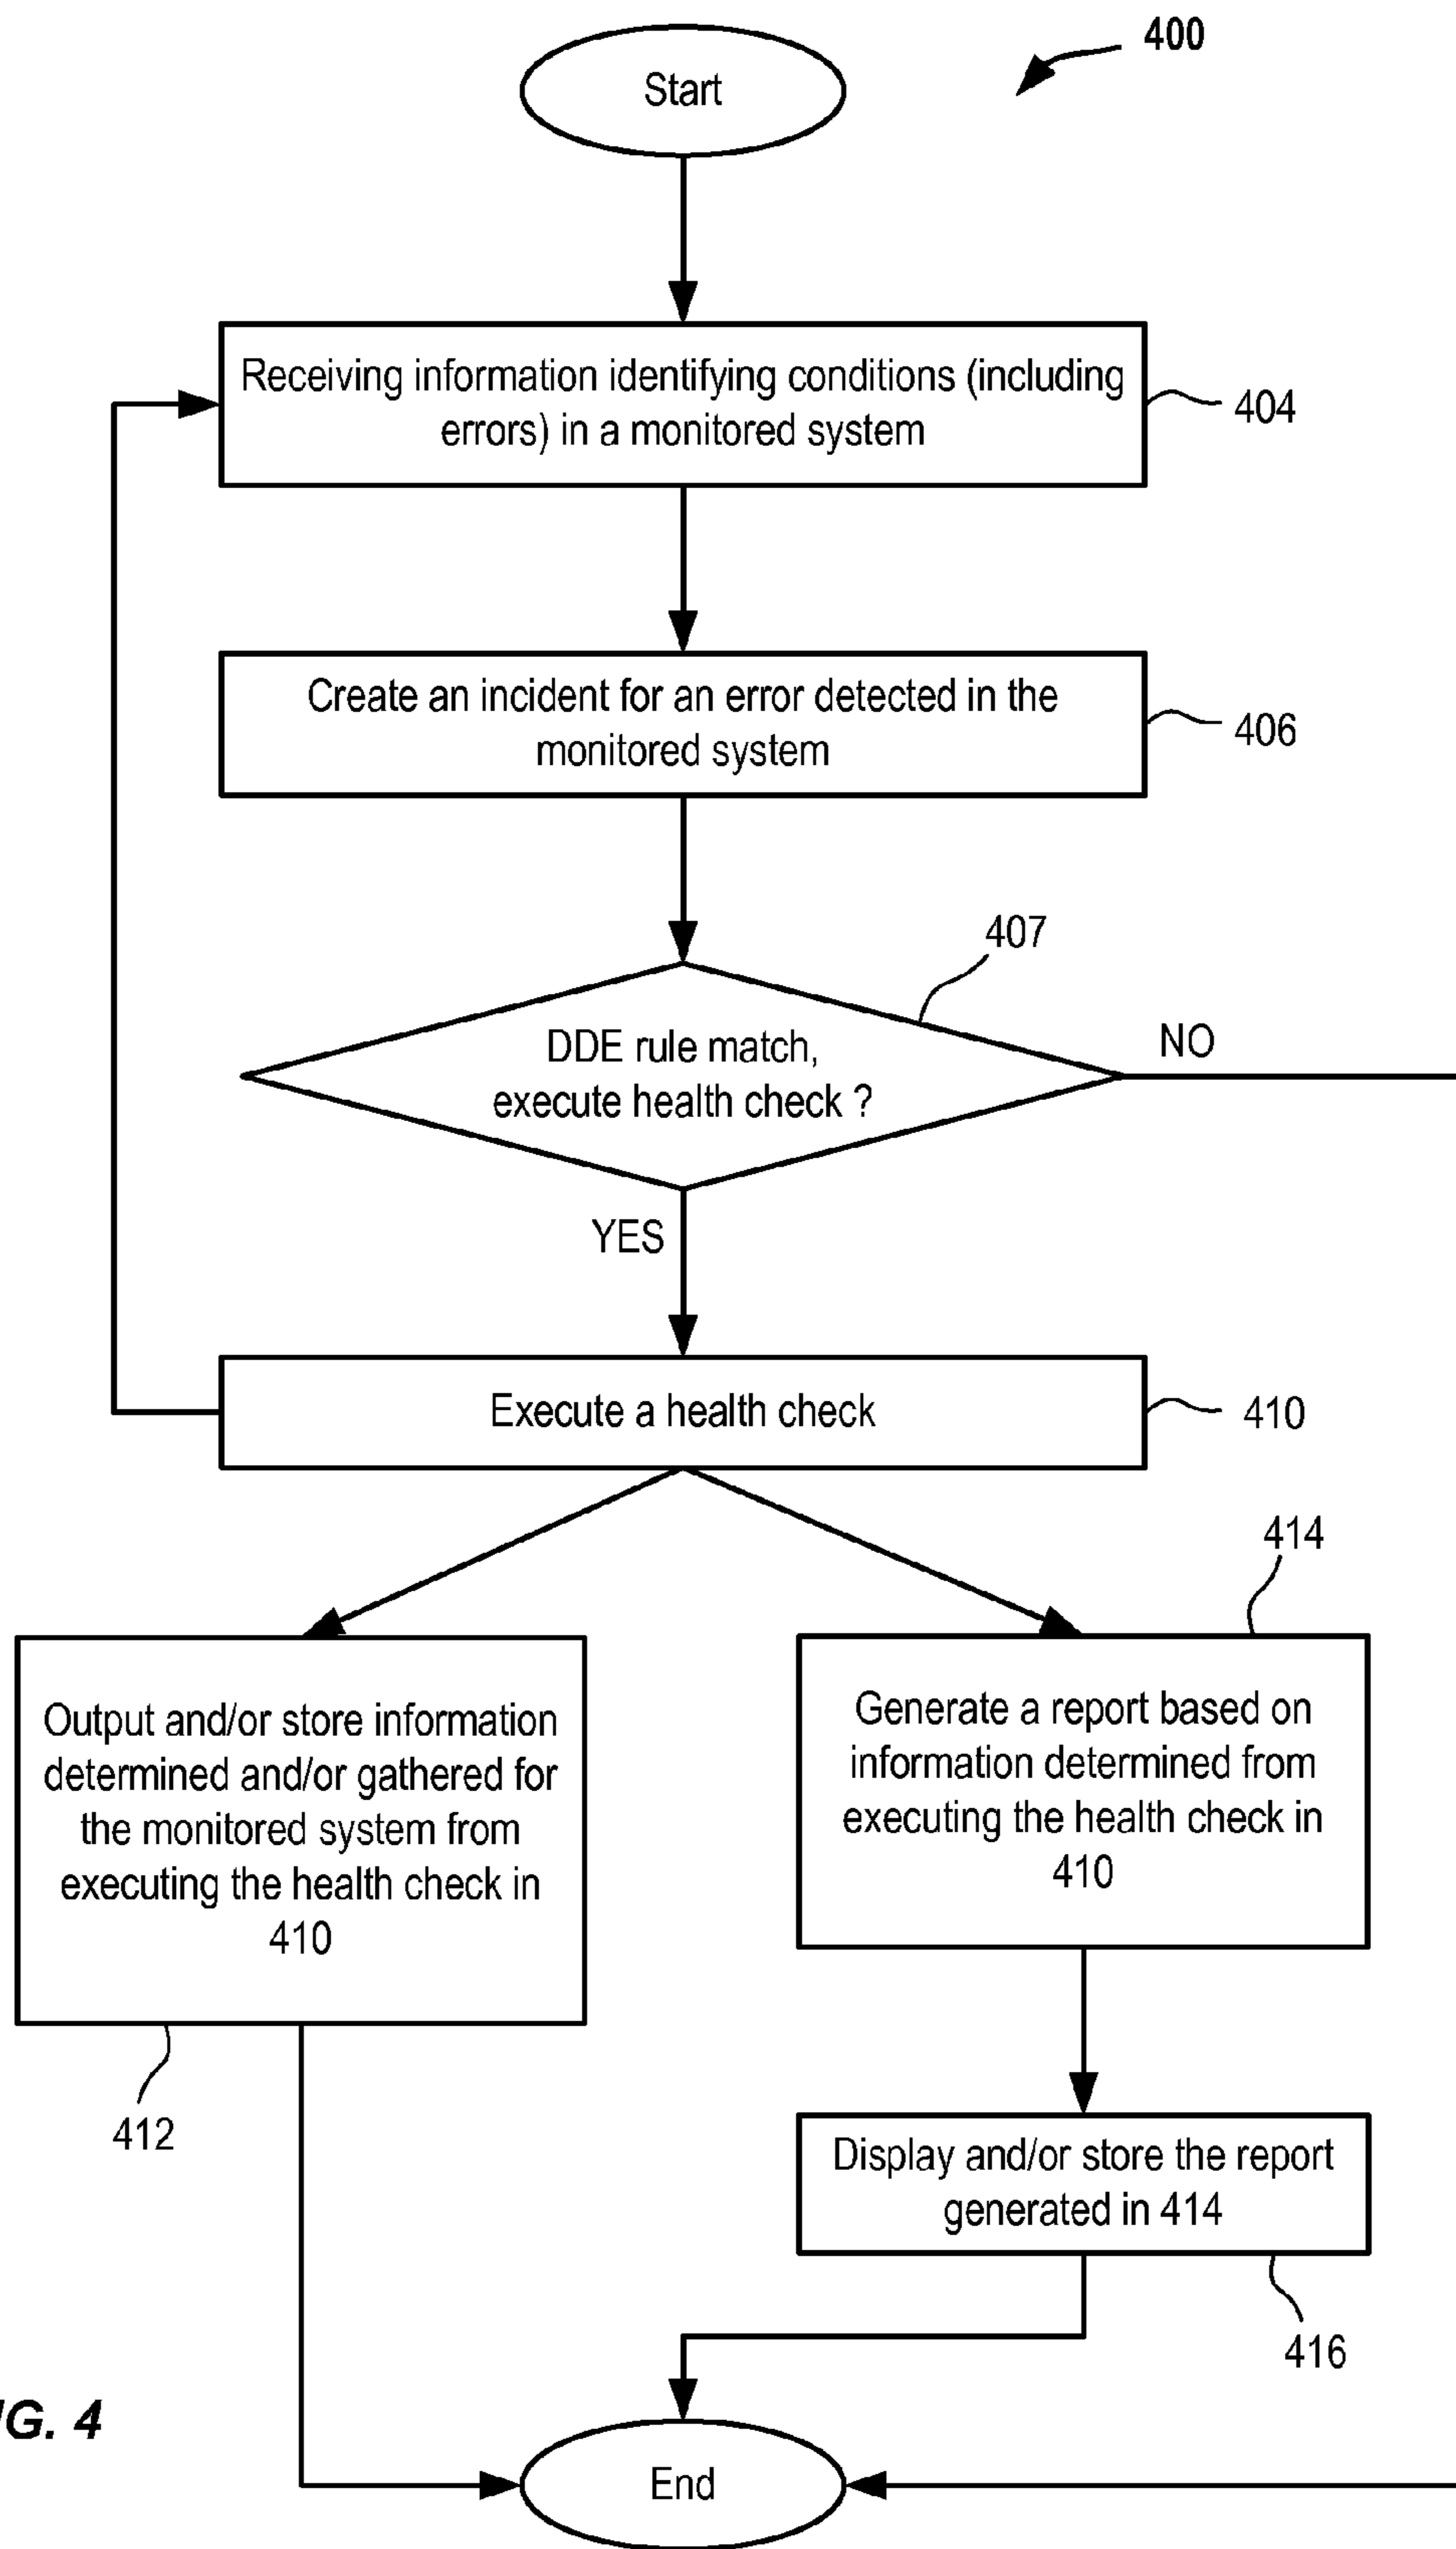 400
Start
Receiving information identifying conditions (including
errors) in a monitored system
404
Create an incident for an error detected in the
monitored system
406
407
DDE rule match,
execute health check ?
NO
YES
Execute a health check
410
414
Output and/or store information
determined and/or gathered for
the monitored system from
executing the health check in
410
412
Generate a report based on
information determined from
executing the health check in
410
Display and/or store the report
generated in 414
416
IG. 4
End